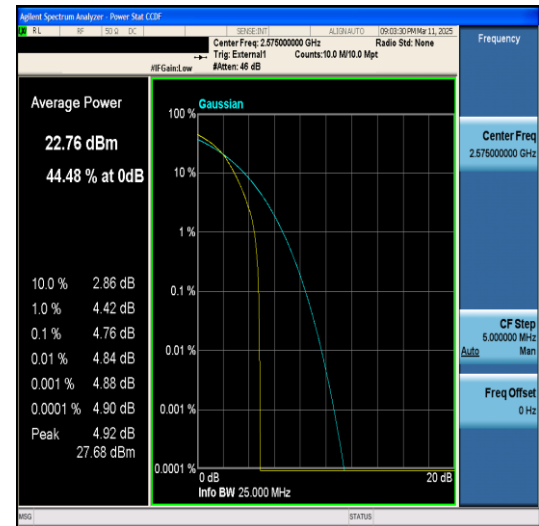 Agilent Spectrum Analyzer - Power Stat CCDF
RL RF 50 Ω DC SENSE:INT ALIGNAUTO 09:03:30 PM Mar 11, 2025
Center Freq: 2.575000000 GHz Radio Std: None
Trig: External1 Counts:10.0 M/10.0 Mpt
#IFGain:Low #Atten: 46 dB
Frequency
Average Power
22.76 dBm
44.48 % at 0dB
10.0 % 2.86 dB
1.0 % 4.42 dB
0.1 % 4.76 dB
0.01 % 4.84 dB
0.001 % 4.88 dB
0.0001 % 4.90 dB
Peak 4.92 dB
27.68 dBm
Gaussian
100 %
10 %
1 %
0.1 %
0.01 %
0.001 %
0.0001 %
0 dB 20 dB
Info BW 25.000 MHz
Center Freq
2.575000000 GHz
CF Step
5.000000 MHz
Auto Man
Freq Offset
0 Hz
MSG STATUS